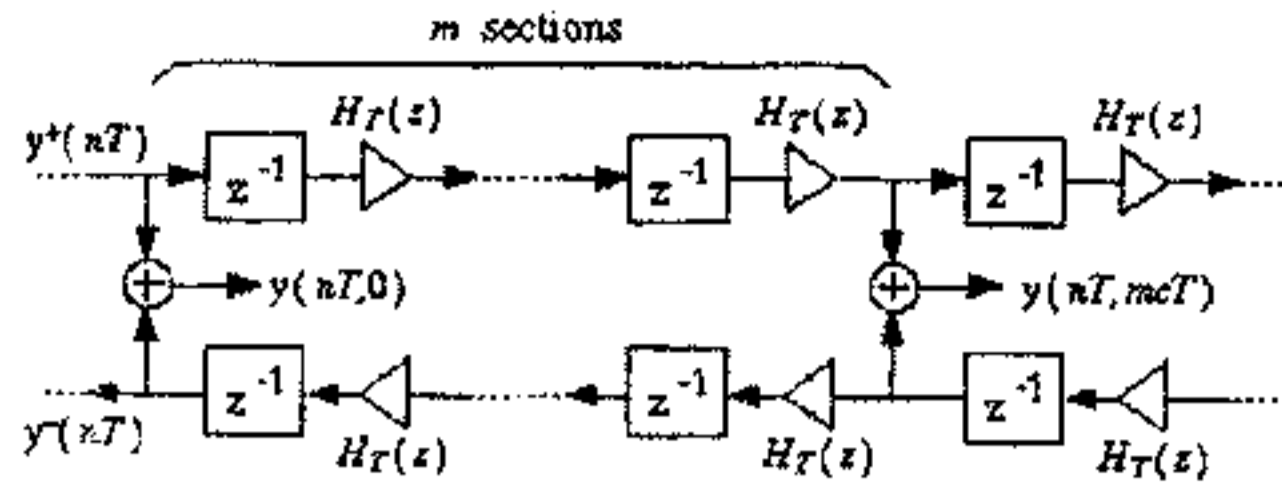 m sections
H_T(z) H_T(z) H_T(z)
y⁺(nT) z⁻¹ z⁻¹ z⁻¹
+ y(nT,0) + y(nT,mcT)
z⁻¹ z⁻¹ z⁻¹
y⁻(nT) H_T(z) H_T(z) H_T(z)